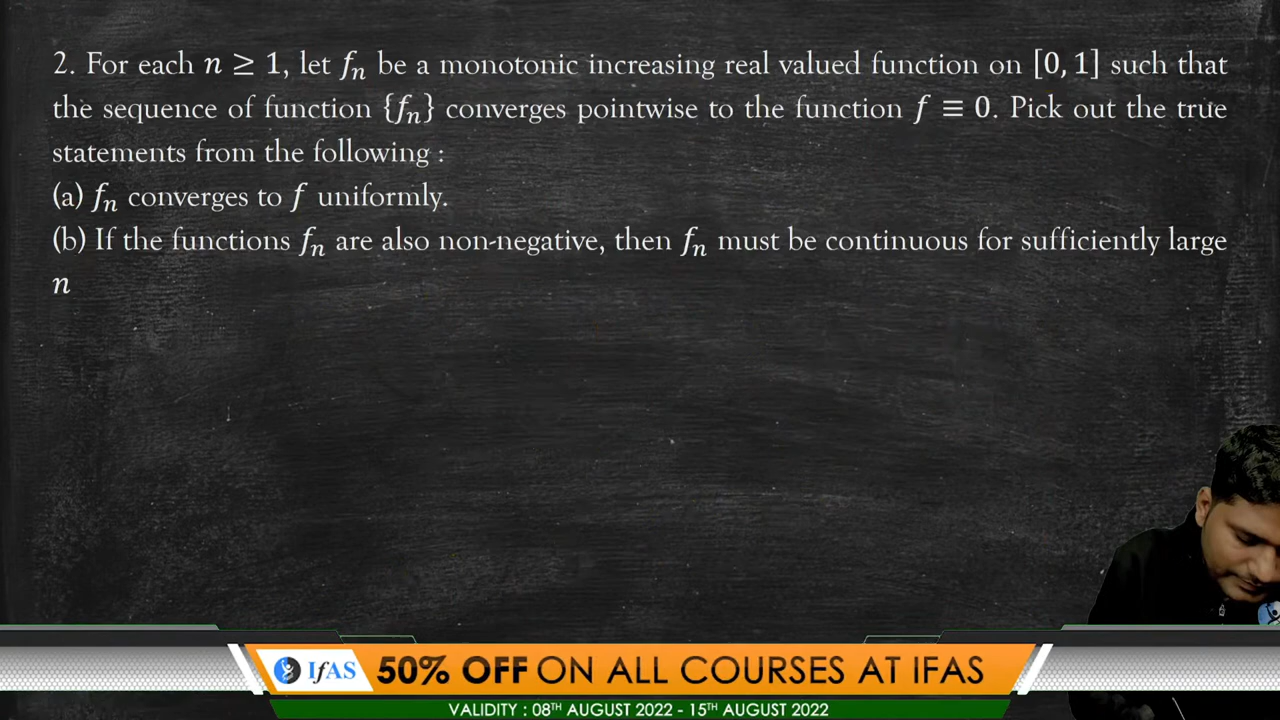 2. For each n ≥ 1, let fₙ be a monotonic increasing real valued function on [0, 1] such that
the sequence of function {fₙ} converges pointwise to the function f ≡ 0. Pick out the true
statements from the following :
(a) fₙ converges to f uniformly.
(b) If the functions fₙ are also non-negative, then fₙ must be continuous for sufficiently large
n
IFAS 50% OFF ON ALL COURSES AT IFAS
VALIDITY : 08TH AUGUST 2022 - 15TH AUGUST 2022